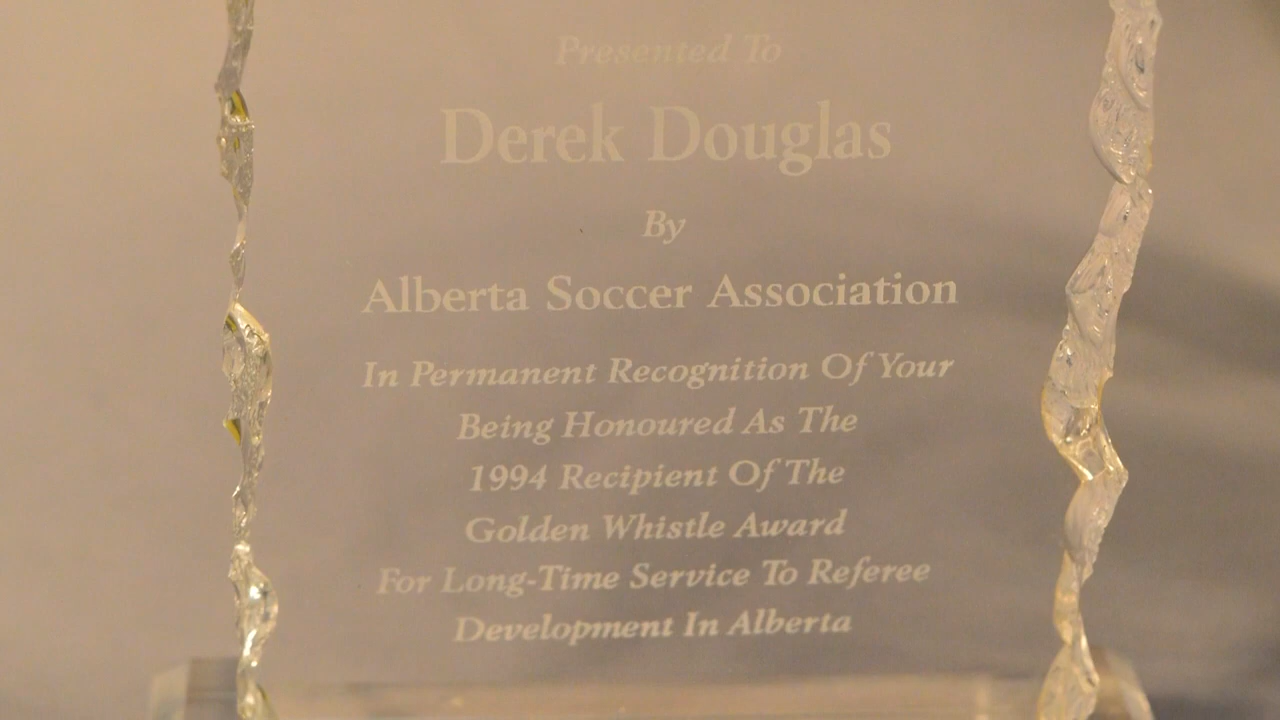 Presented To
Derek Douglas
By
Alberta Soccer Association
In Permanent Recognition Of Your
Being Honoured As The
1994 Recipient Of The
Golden Whistle Award
For Long-Time Service To Referee
Development In Alberta